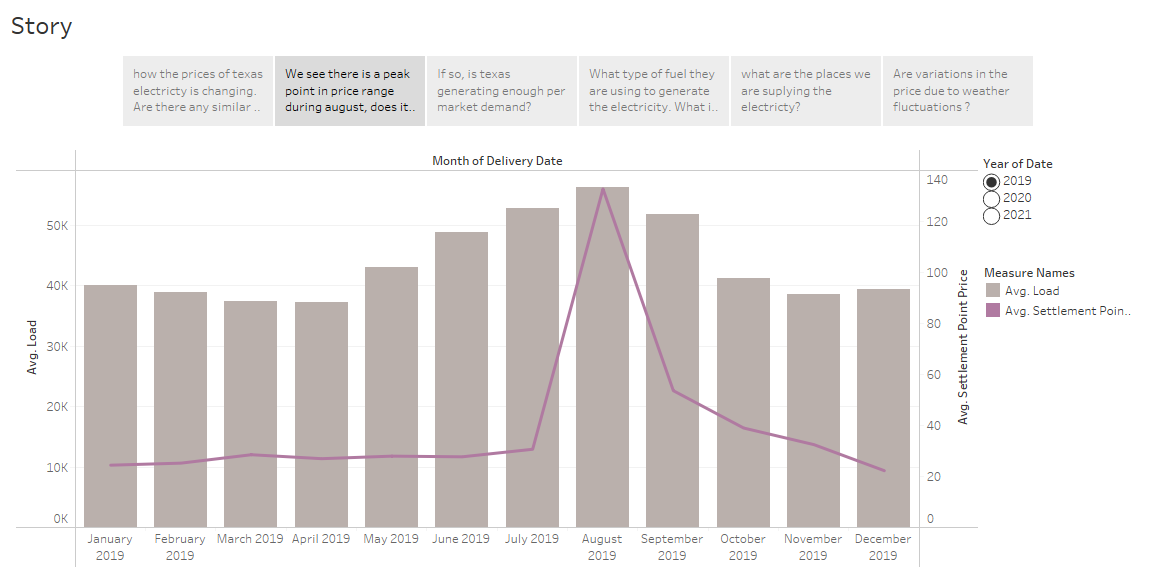 Story
how the prices of texas
electricty is changing.
Are there any similar ..
We see there is a peak
point in price range
during august, does it..
If so, is texas
generating enough per
market demand?
What type of fuel they
are using to generate
the electricity. What i..
what are the places we
are suplying the
electricty?
Are variations in the
price due to weather
fluctuations ?
Month of Delivery Date
50K
40K
30K
20K
10K
0K
Avg. Load
140
120
100
80
60
40
20
0
Avg. Settlement Point Price
January
2019
February
2019
March 2019
April 2019
May 2019
June 2019
July 2019
August
2019
September
2019
October
2019
November
2019
December
2019
Year of Date
2019
2020
2021
Measure Names
Avg. Load
Avg. Settlement Poin..